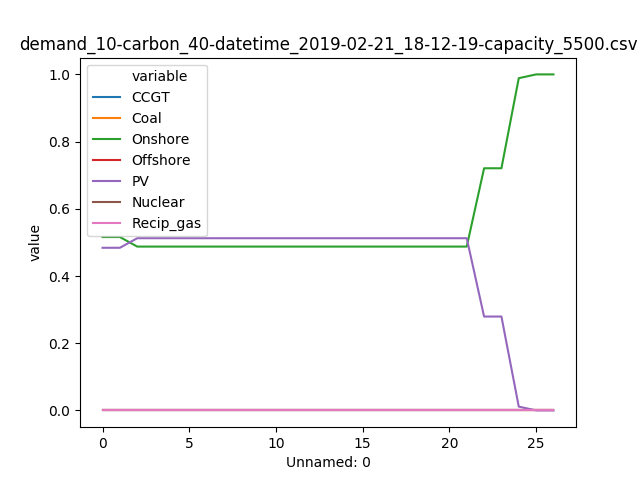 demand_10-carbon_40-datetime_2019-02-21_18-12-19-capacity_5500.csv
variable
CCGT
Coal
Onshore
Offshore
PV
Nuclear
Recip_gas
value
1.0
0.8
0.6
0.4
0.2
0.0
0 5 10 15 20 25
Unnamed: 0